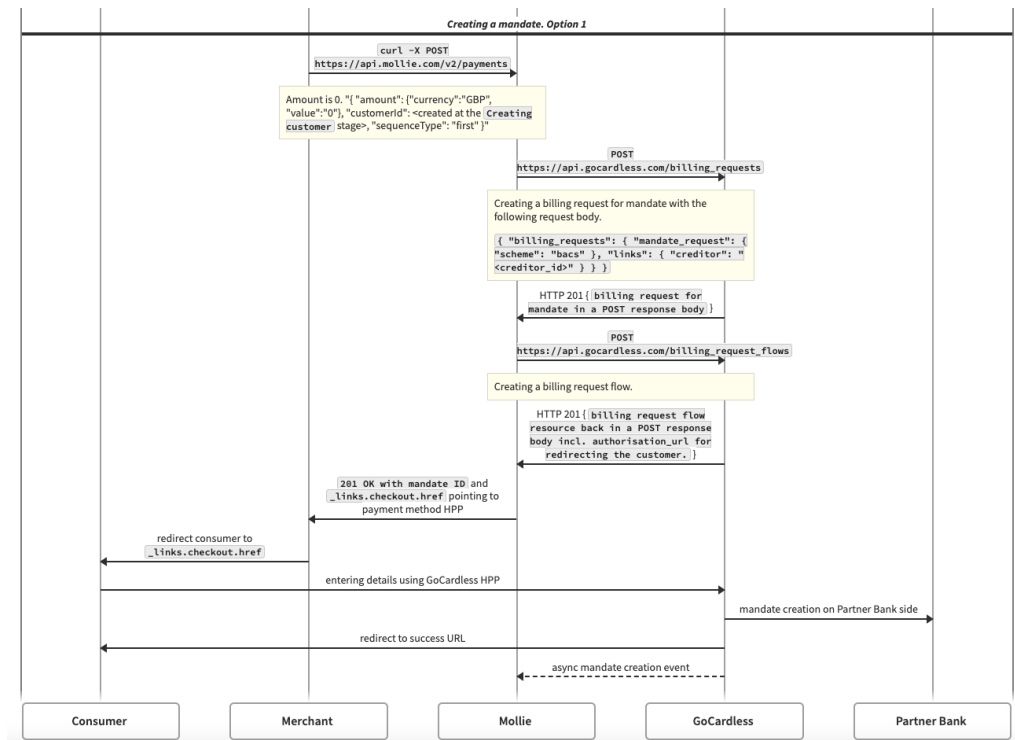 Creating a mandate. Option 1
curl -X POST
https://api.mollie.com/v2/payments
Amount is 0. "{ "amount": {"currency":"GBP",
"value":"0"}, "customerId": <created at the Creating
customer stage>, "sequenceType": "first" }"
POST
https://api.gocardless.com/billing_requests
Creating a billing request for mandate with the
following request body.
{ "billing_requests": { "mandate_request": {
"scheme": "bacs" }, "links": { "creditor": "
<creditor_id>" } } }
HTTP 201 { billing request for
mandate in a POST response body }
POST
https://api.gocardless.com/billing_request_flows
Creating a billing request flow.
HTTP 201 { billing request flow
resource back in a POST response
body incl. authorisation_url for
redirecting the customer. }
201 OK with mandate ID and
_links.checkout.href pointing to
payment method HPP
redirect consumer to
_links.checkout.href
entering details using GoCardless HPP
mandate creation on Partner Bank side
redirect to success URL
async mandate creation event
Consumer
Merchant
Mollie
GoCardless
Partner Bank